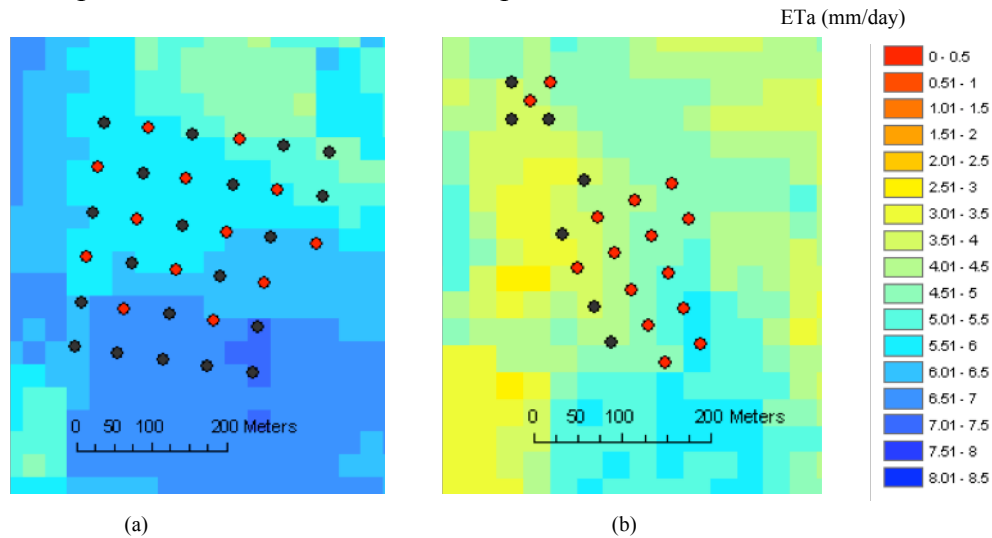 ETa (mm/day)
0 - 0.5
0.51 - 1
1.01 - 1.5
1.51 - 2
2.01 - 2.5
2.51 - 3
3.01 - 3.5
3.51 - 4
4.01 - 4.5
4.51 - 5
5.01 - 5.5
5.51 - 6
6.01 - 6.5
6.51 - 7
7.01 - 7.5
7.51 - 8
8.01 - 8.5
0 50 100 200 Meters
0 50 100 200 Meters
(a)
(b)